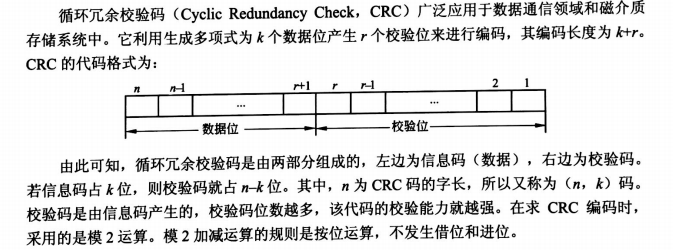 循环冗余校验码（Cyclic Redundancy Check，CRC）广泛应用于数据通信领域和磁介质
存储系统中。它利用生成多项式为 k 个数据位产生 r 个校验位来进行编码，其编码长度为 k+r。
CRC 的代码格式为：
n n–1 r+1 r r–1 2 1
... ...
数据位 校验位
由此可知，循环冗余校验码是由两部分组成的，左边为信息码（数据），右边为校验码。
若信息码占 k 位，则校验码就占 n–k 位。其中，n 为 CRC 码的字长，所以又称为（n，k）码。
校验码是由信息码产生的，校验码位数越多，该代码的校验能力就越强。在求 CRC 编码时，
采用的是模 2 运算。模 2 加减运算的规则是按位运算，不发生借位和进位。